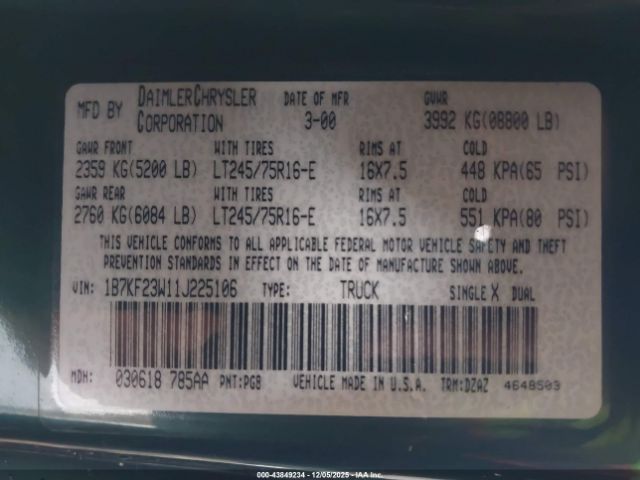 MFD BY DAIMLERCHRYSLER CORPORATION DATE OF MFR 3-00 GVWR 3992 KG(08800 LB)
GAWR FRONT WITH TIRES RIMS AT COLD
2359 KG(5200 LB) LT245/75R16-E 16X7.5 448 KPA(65 PSI)
GAWR REAR WITH TIRES RIMS AT COLD
2760 KG(6084 LB) LT245/75R16-E 16X7.5 551 KPA(80 PSI)
THIS VEHICLE CONFORMS TO ALL APPLICABLE FEDERAL MOTOR VEHICLE SAFETY AND THEFT
PREVENTION STANDARDS IN EFFECT ON THE DATE OF MANUFACTURE SHOWN ABOVE.
VIN: 1B7KF23W11J225106 TYPE: TRUCK SINGLE X DUAL
MDH: 030618 785AA PNT:PG8 VEHICLE MADE IN U.S.A. TRM:DZAZ 4648503
000-43849234 - 12/05/2025 - IAA Inc.